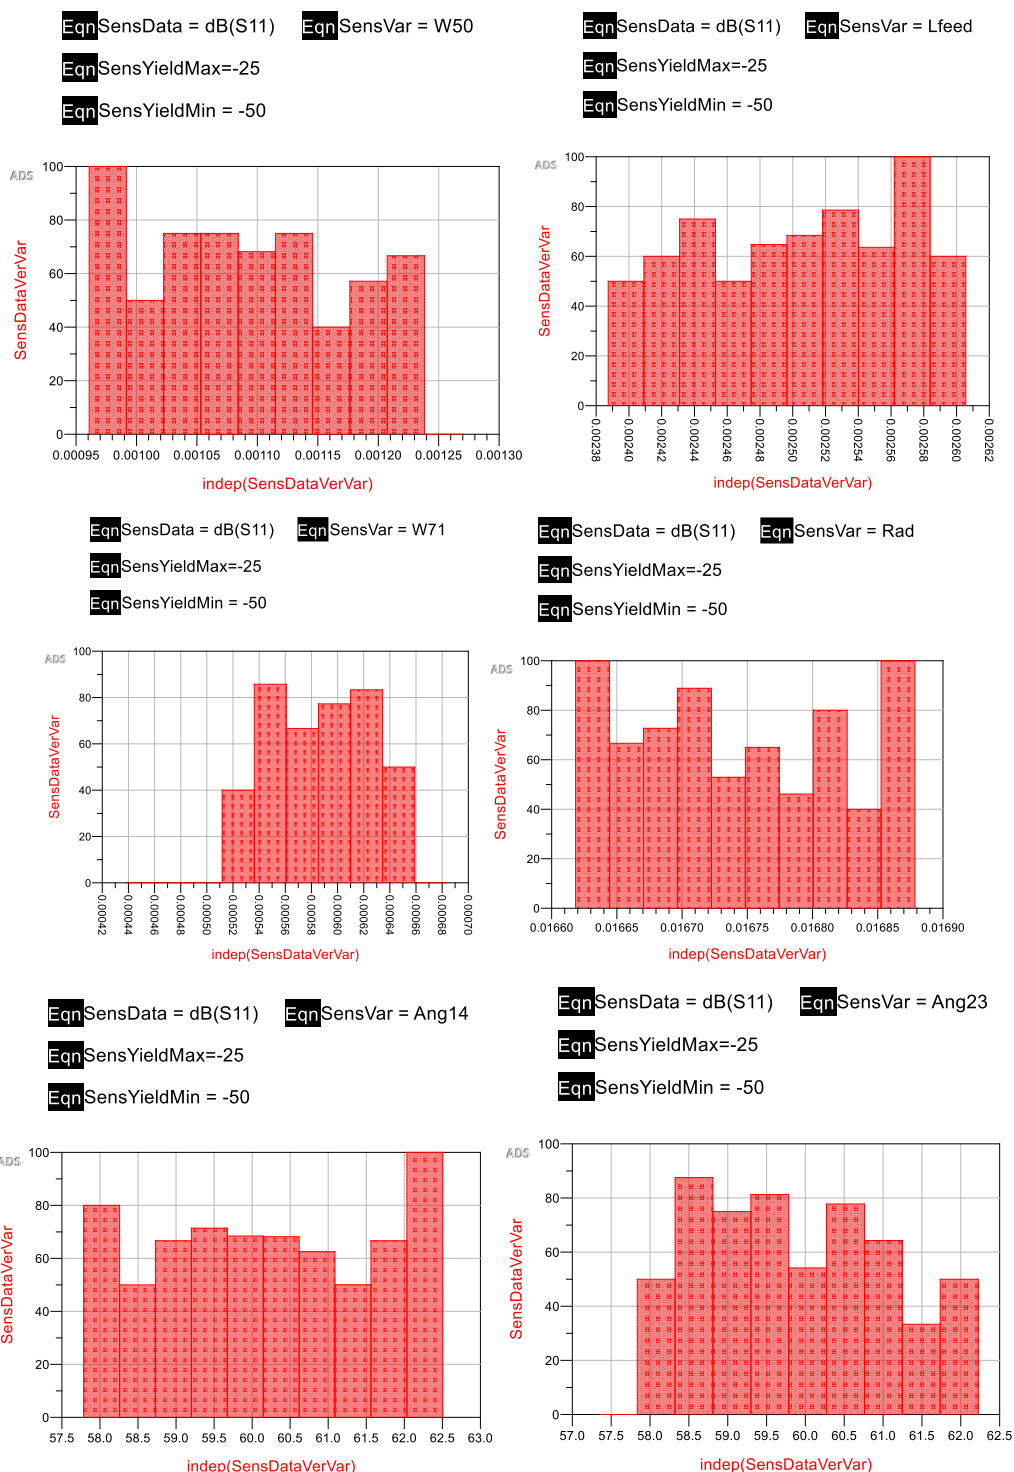 Eqn SensData = dB(S11) Eqn SensVar = W50
Eqn SensYieldMax=-25
Eqn SensYieldMin = -50
ADS
100
80
60
40
20
0
SensDataVerVar
0.00095 0.00100 0.00105 0.00110 0.00115 0.00120 0.00125 0.00130
indep(SensDataVerVar)
Eqn SensData = dB(S11) Eqn SensVar = Lfeed
Eqn SensYieldMax=-25
Eqn SensYieldMin = -50
ADS
100
80
60
40
20
0
SensDataVerVar
0.00238 0.00240 0.00242 0.00244 0.00246 0.00248 0.00250 0.00252 0.00254 0.00256 0.00258 0.00260 0.00262
indep(SensDataVerVar)
Eqn SensData = dB(S11) Eqn SensVar = W71
Eqn SensYieldMax=-25
Eqn SensYieldMin = -50
ADS
100
80
60
40
20
0
SensDataVerVar
0.00042 0.00044 0.00046 0.00048 0.00050 0.00052 0.00054 0.00056 0.00058 0.00060 0.00062 0.00064 0.00066 0.00068 0.00070
indep(SensDataVerVar)
Eqn SensData = dB(S11) Eqn SensVar = Rad
Eqn SensYieldMax=-25
Eqn SensYieldMin = -50
ADS
100
80
60
40
20
0
SensDataVerVar
0.01660 0.01665 0.01670 0.01675 0.01680 0.01685 0.01690
indep(SensDataVerVar)
Eqn SensData = dB(S11) Eqn SensVar = Ang14
Eqn SensYieldMax=-25
Eqn SensYieldMin = -50
ADS
100
80
60
40
20
0
SensDataVerVar
57.5 58.0 58.5 59.0 59.5 60.0 60.5 61.0 61.5 62.0 62.5 63.0
indep(SensDataVerVar)
Eqn SensData = dB(S11) Eqn SensVar = Ang23
Eqn SensYieldMax=-25
Eqn SensYieldMin = -50
ADS
100
80
60
40
20
0
SensDataVerVar
57.0 57.5 58.0 58.5 59.0 59.5 60.0 60.5 61.0 61.5 62.0 62.5
indep(SensDataVerVar)